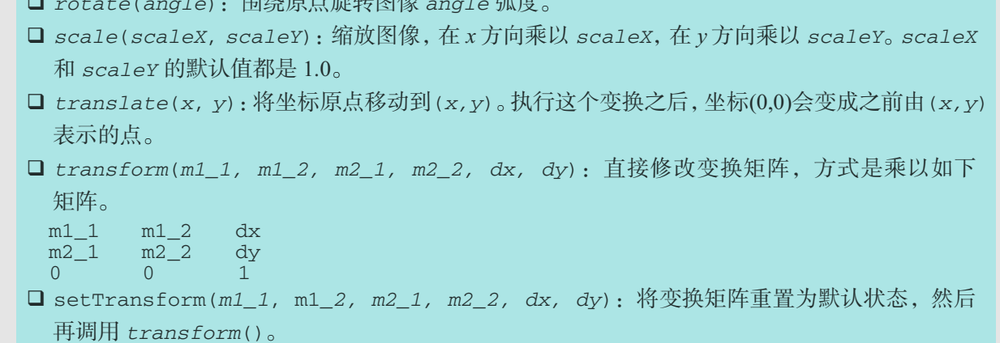 ❑ rotate(angle)：围绕原点旋转图像 angle 弧度。
❑ scale(scaleX, scaleY)：缩放图像，在 x 方向乘以 scaleX，在 y 方向乘以 scaleY。scaleX
和 scaleY 的默认值都是 1.0。
❑ translate(x, y)：将坐标原点移动到(x,y)。执行这个变换之后，坐标(0,0)会变成之前由(x,y)
表示的点。
❑ transform(m1_1, m1_2, m2_1, m2_2, dx, dy)：直接修改变换矩阵，方式是乘以如下
矩阵。
m1_1 m1_2 dx
m2_1 m2_2 dy
0 0 1
❑ setTransform(m1_1, m1_2, m2_1, m2_2, dx, dy)：将变换矩阵重置为默认状态，然后
再调用 transform()。